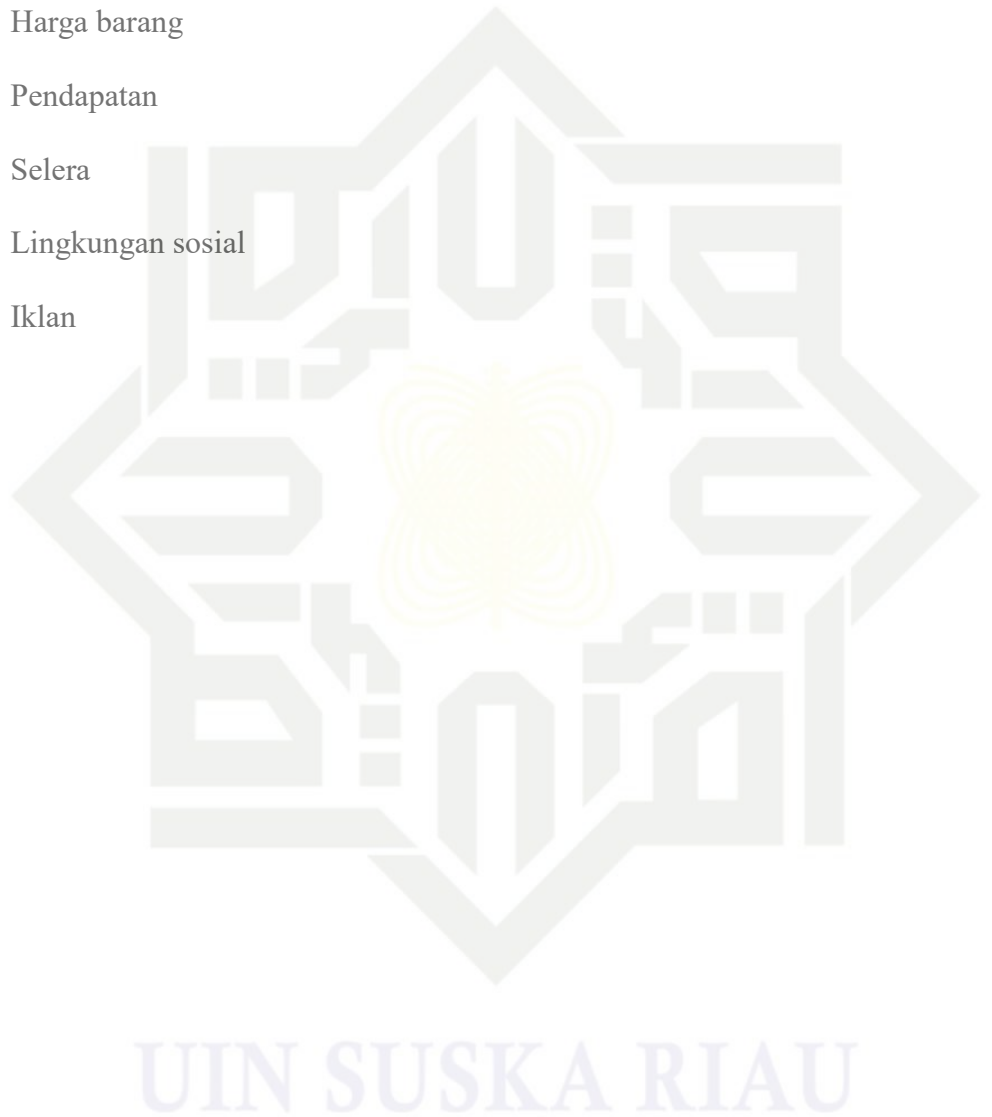 Harga barang
Pendapatan
Selera
Lingkungan sosial
Iklan
UIN SUSKA RIAU